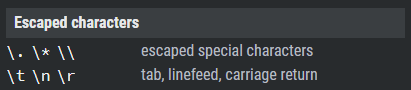 Escaped characters
\. \* \\ escaped special characters
\t \n \r tab, linefeed, carriage return